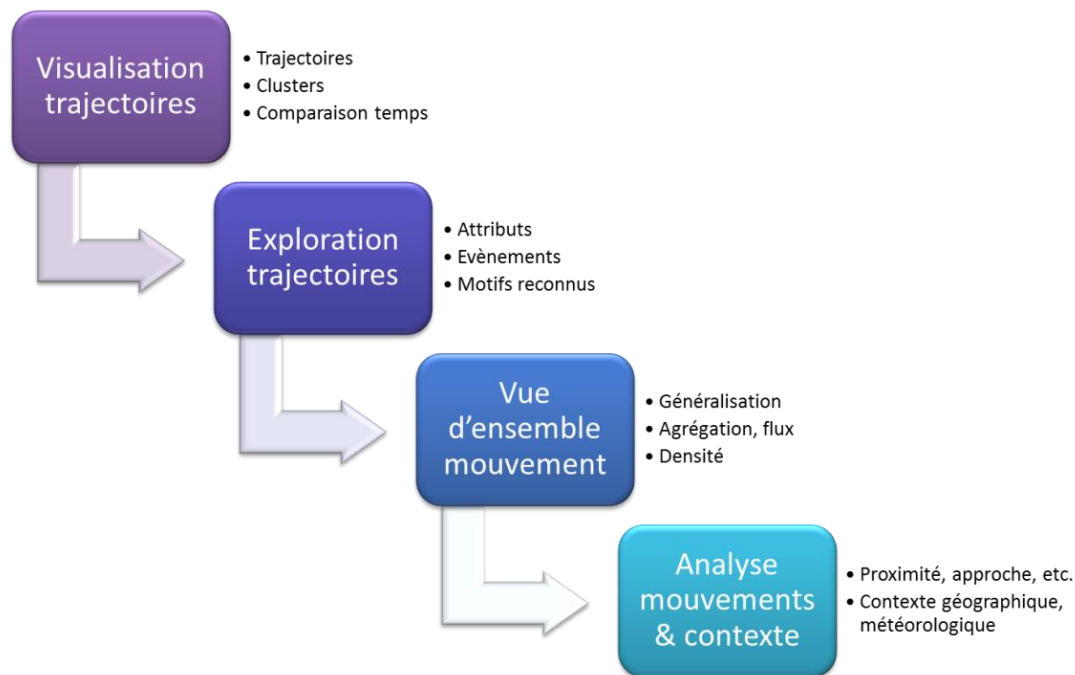 Visualisation
trajectoires
• Trajectoires
• Clusters
• Comparaison temps
Exploration
trajectoires
• Attributs
• Evènements
• Motifs reconnus
Vue
d'ensemble
mouvement
• Généralisation
• Agrégation, flux
• Densité
Analyse
mouvements
& contexte
• Proximité, approche, etc.
• Contexte géographique,
météorologique